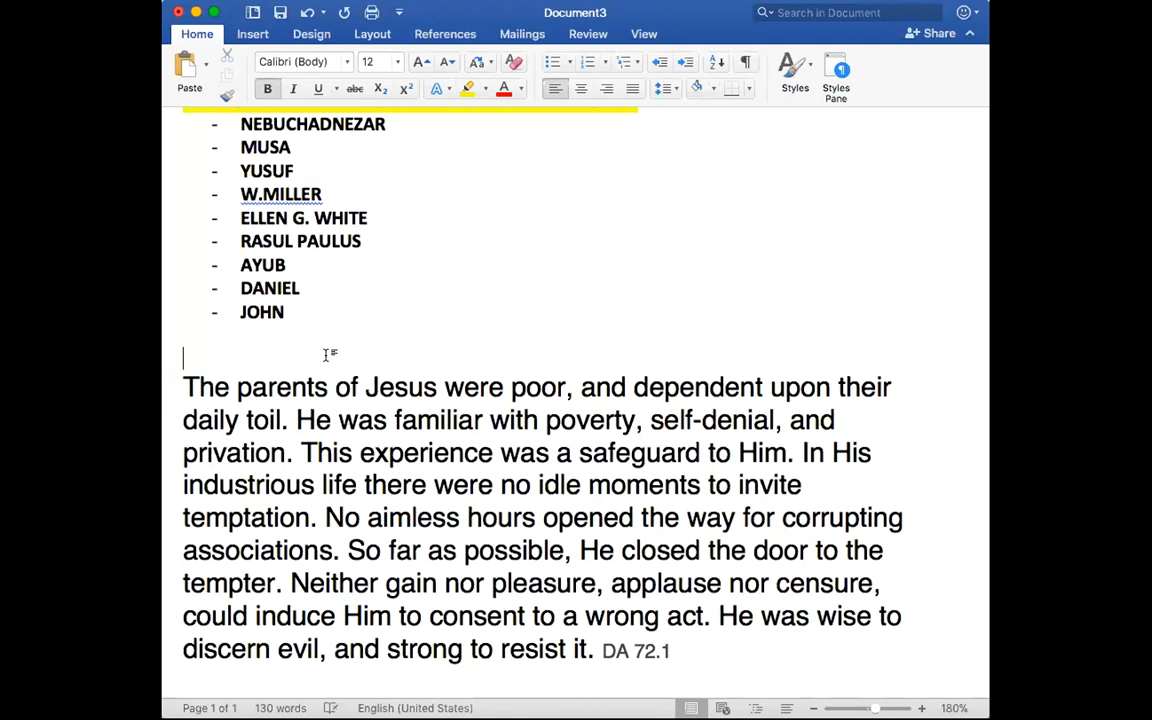 Document3
Search in Document
Home Insert Design Layout References Mailings Review View Share
Calibri (Body) 12
Paste Styles Styles Pane
- NEBUCHADNEZAR
- MUSA
- YUSUF
- W.MILLER
- ELLEN G. WHITE
- RASUL PAULUS
- AYUB
- DANIEL
- JOHN
The parents of Jesus were poor, and dependent upon their
daily toil. He was familiar with poverty, self-denial, and
privation. This experience was a safeguard to Him. In His
industrious life there were no idle moments to invite
temptation. No aimless hours opened the way for corrupting
associations. So far as possible, He closed the door to the
tempter. Neither gain nor pleasure, applause nor censure,
could induce Him to consent to a wrong act. He was wise to
discern evil, and strong to resist it. DA 72.1
Page 1 of 1 130 words English (United States) 180%